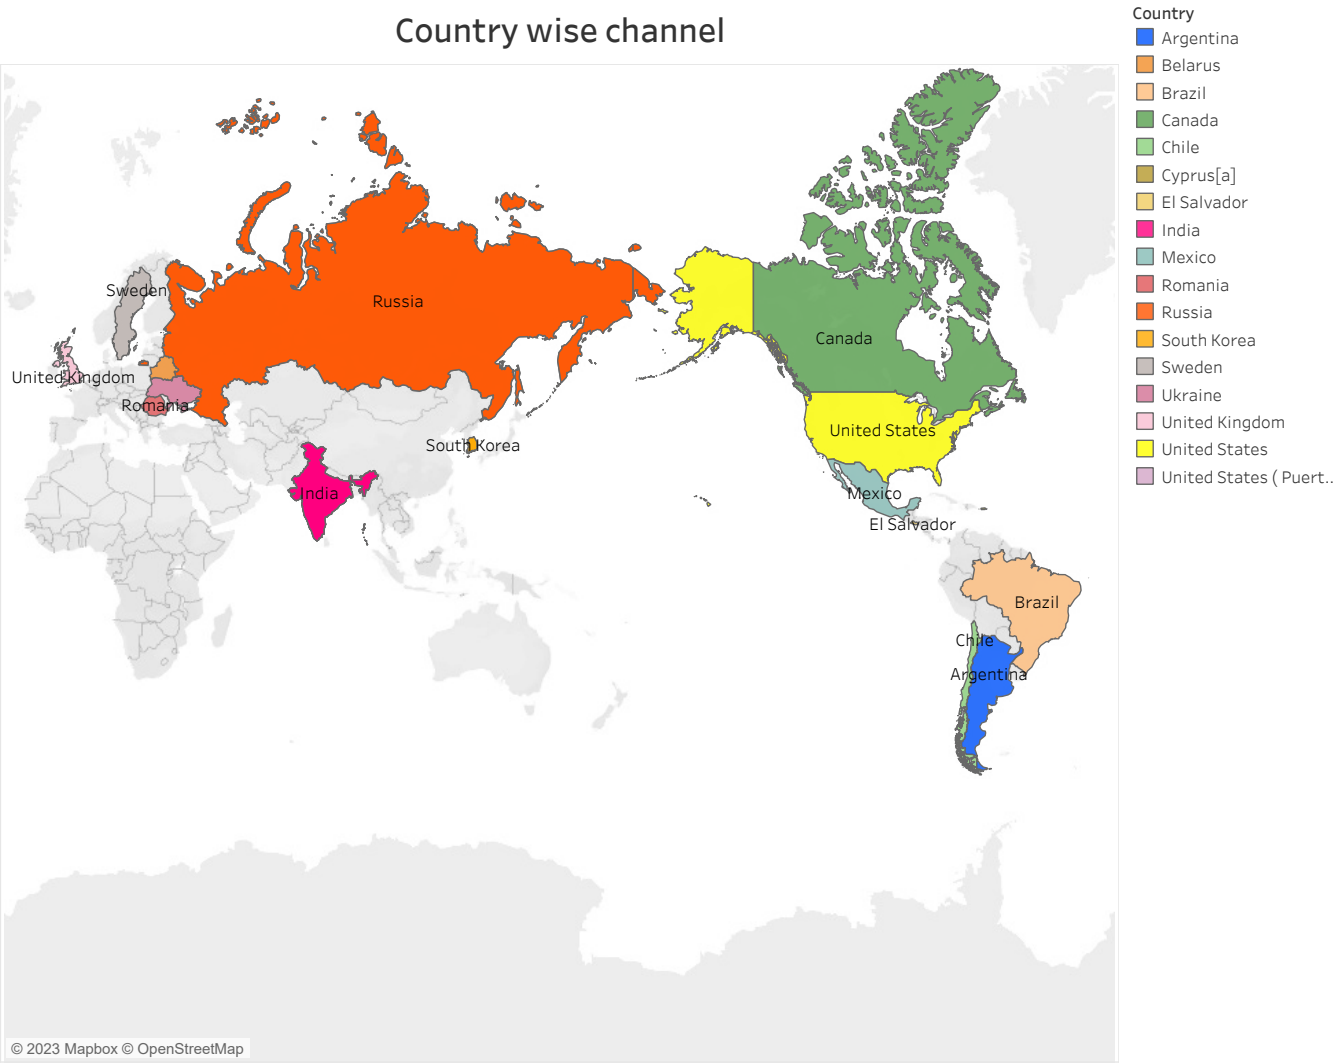 Country wise channel
Country
Argentina
Belarus
Brazil
Canada
Chile
Cyprus[a]
El Salvador
India
Mexico
Romania
Russia
South Korea
Sweden
Ukraine
United Kingdom
United States
United States ( Puert..
Sweden
Russia
Canada
United Kingdom
Romania
United States
South Korea
India
Mexico
El Salvador
Brazil
Chile
Argentina
© 2023 Mapbox © OpenStreetMap